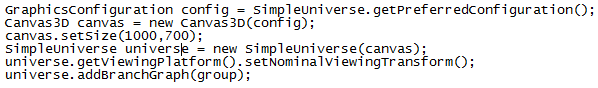 GraphicsConfiguration config = SimpleUniverse.getPreferredConfiguration();
Canvas3D canvas = new Canvas3D(config);
canvas.setSize(1000,700);
SimpleUniverse universe = new SimpleUniverse(canvas);
universe.getViewingPlatform().setNominalViewingTransform();
universe.addBranchGraph(group);